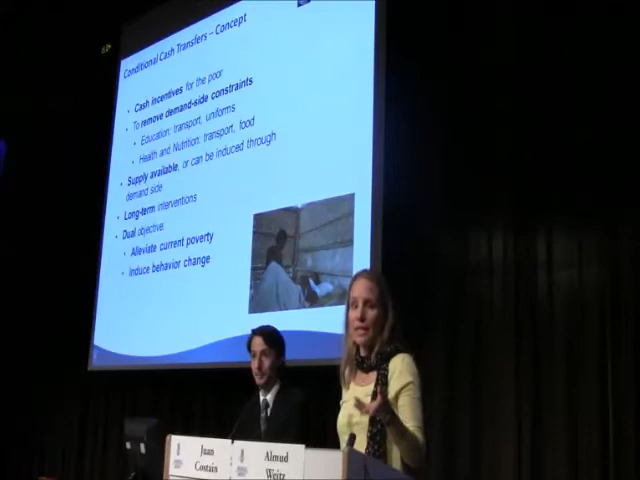 Conditional Cash Transfers – Concept
• Cash incentives for the poor
• To remove demand-side constraints
• Education: transport, uniforms
• Health and Nutrition: transport, food
• Supply available, or can be induced through
demand side
• Long-term interventions
• Dual objective:
• Alleviate current poverty
• Induce behavior change
Juan
Costain
Almud
Weitz